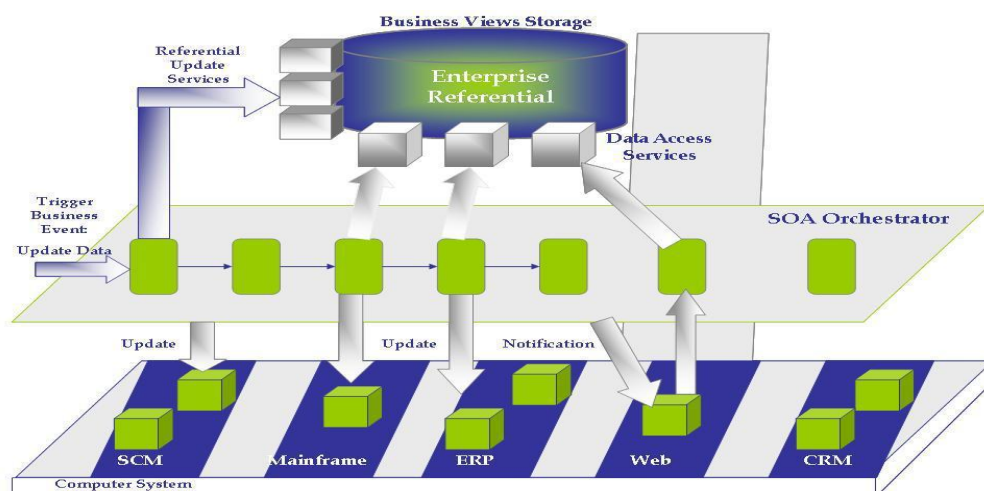 Business Views Storage
Referential
Update
Services
Enterprise
Referential
Data Access
Services
Trigger
Business
Event:
Update Data
SOA Orchestrator
Update
Update
Notification
SCM
Mainframe
ERP
Web
CRM
Computer System